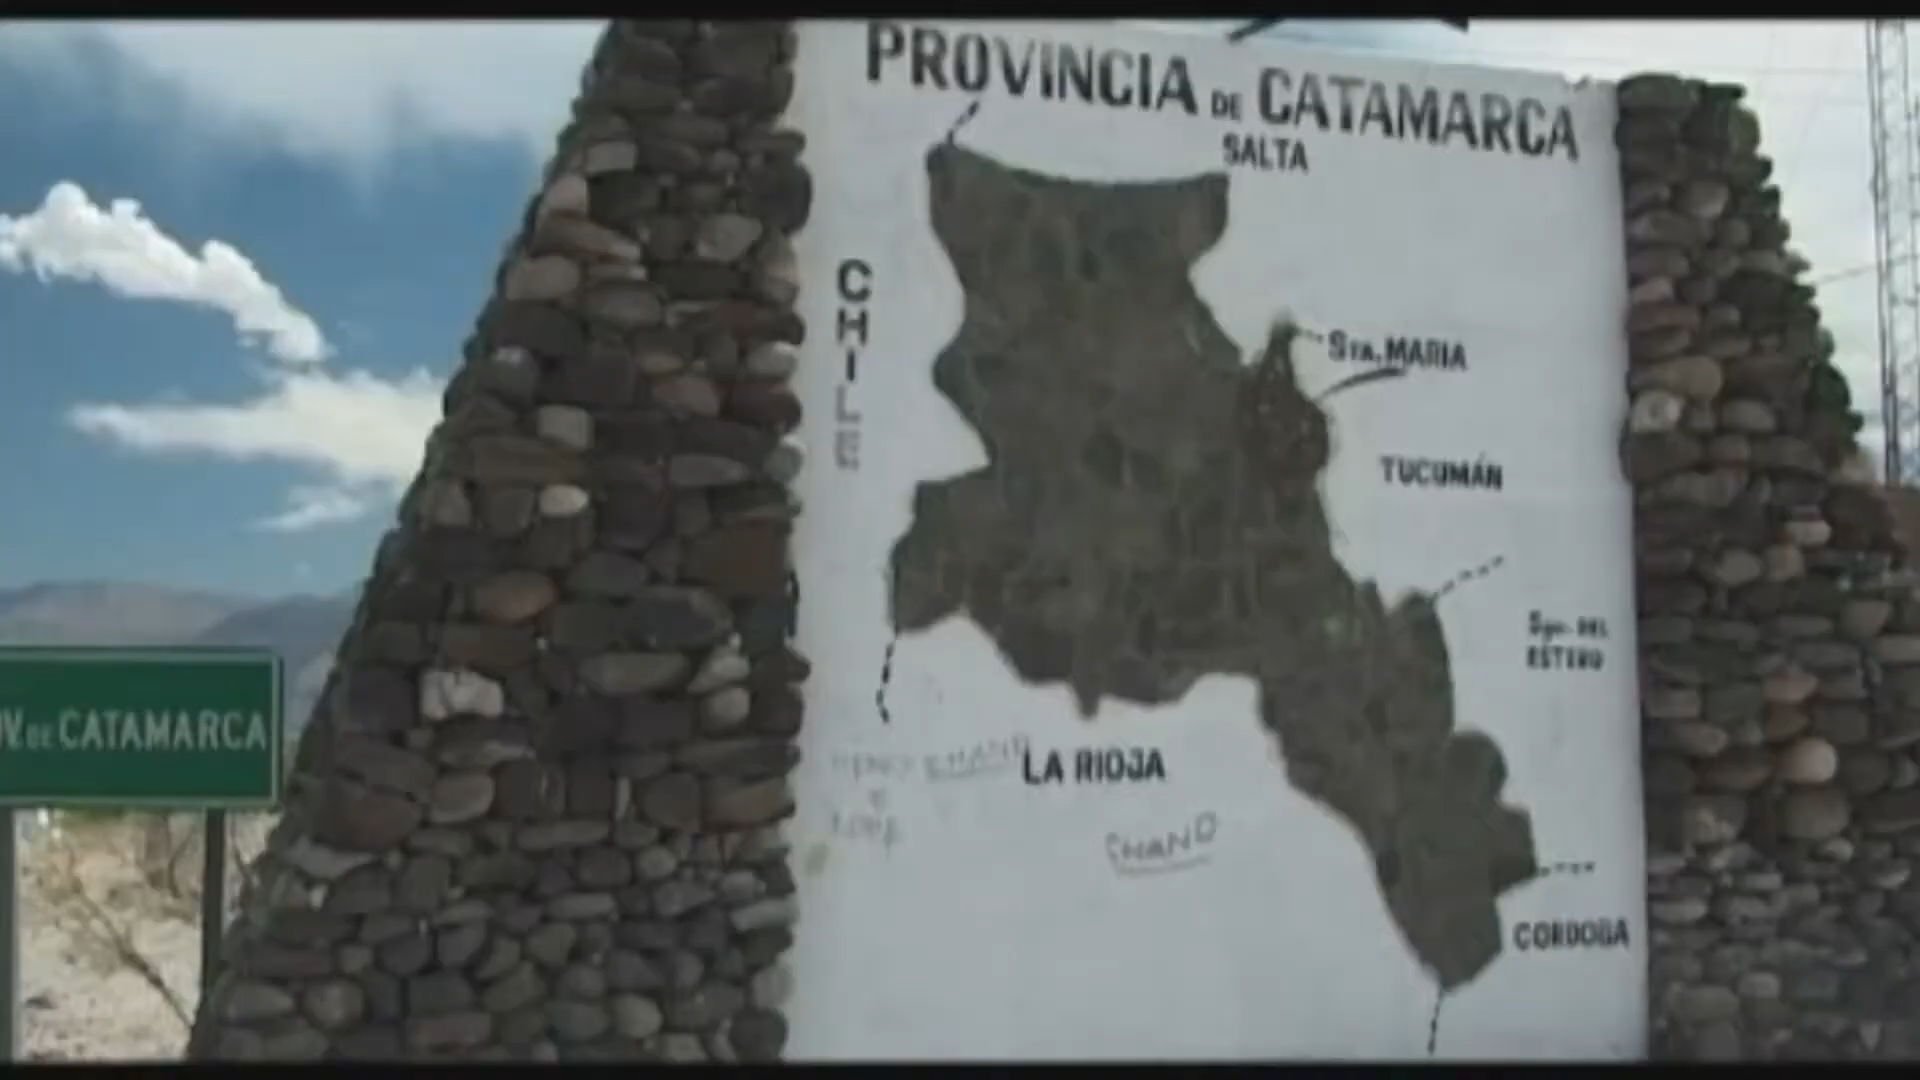 PROVINCIA DE CATAMARCA
SALTA
CHILE
STA. MARIA
TUCUMÁN
SGO. DEL
ESTERO
V. DE CATAMARCA
LA RIOJA
CHANO
CORDOBA